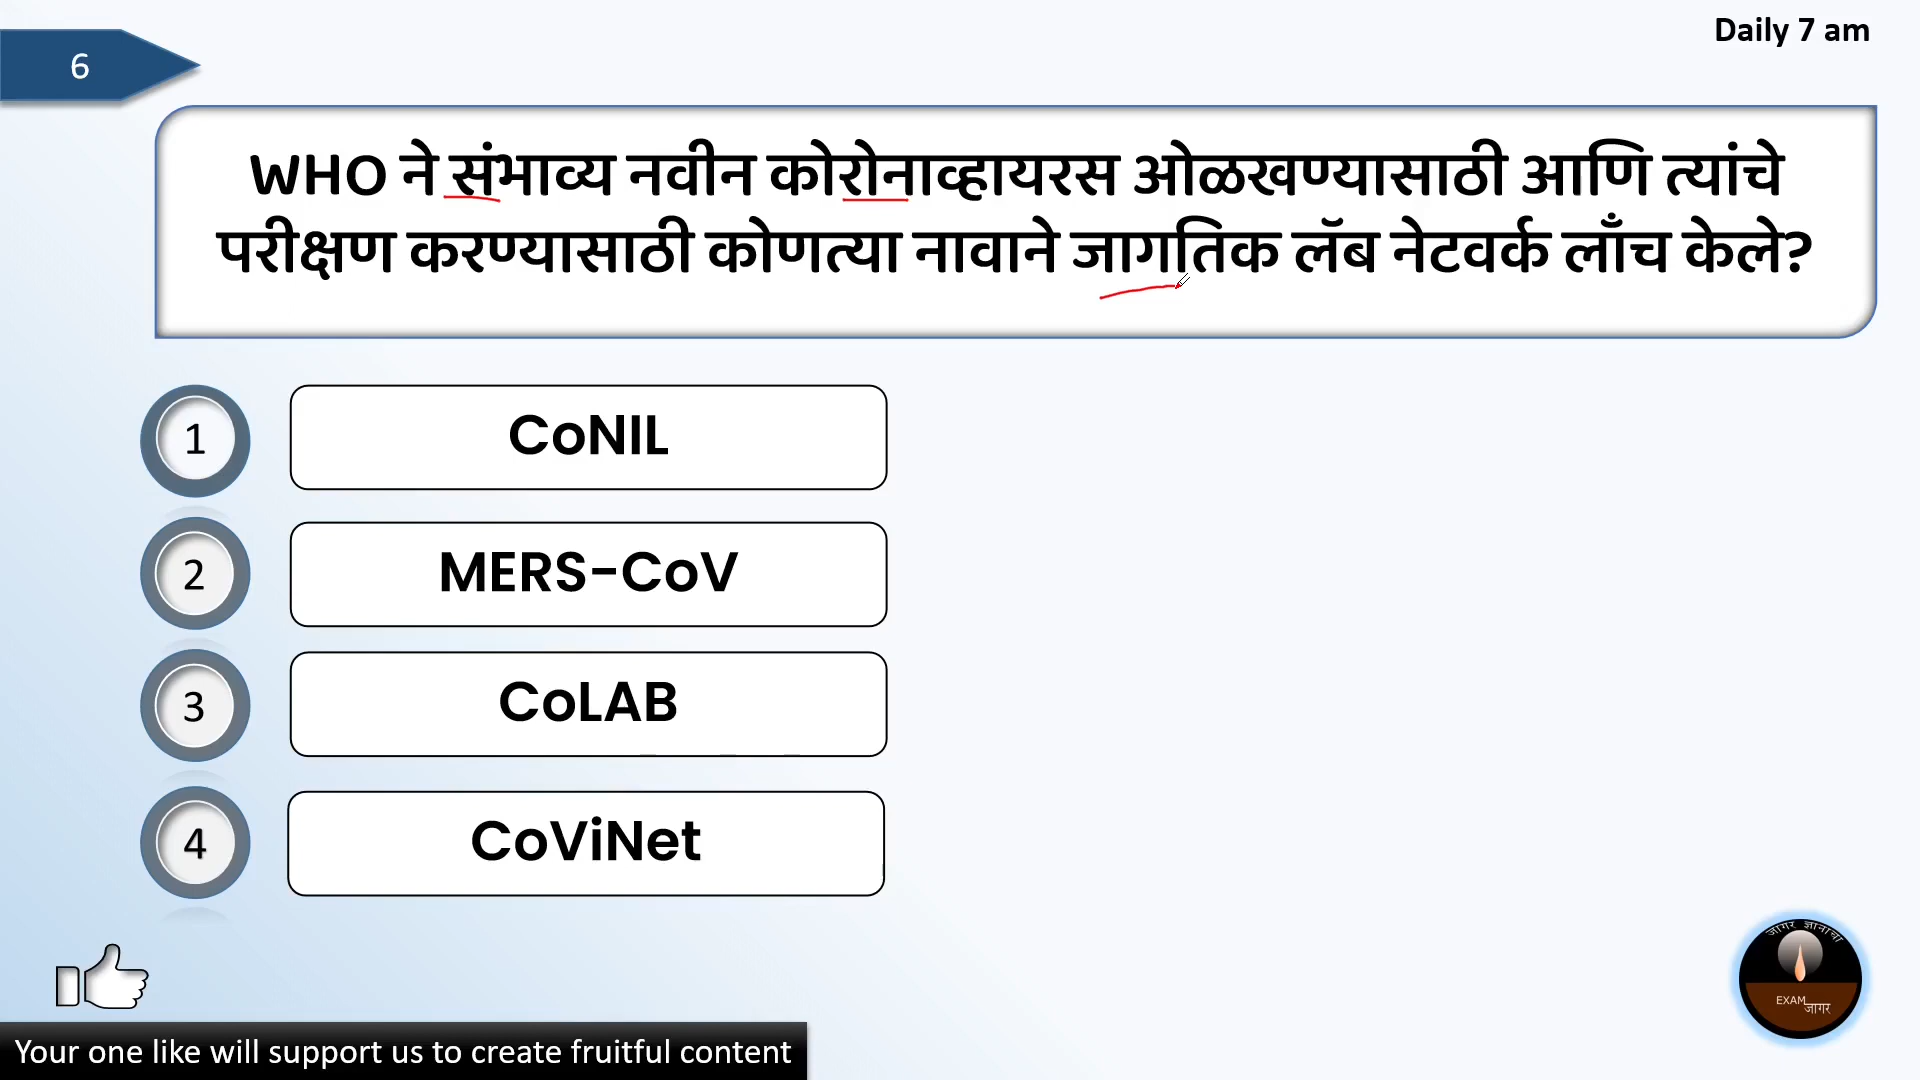 Daily 7 am
6
WHO ने संभाव्य नवीन कोरोनाव्हायरस ओळखण्यासाठी आणि त्यांचे
परीक्षण करण्यासाठी कोणत्या नावाने जागतिक लॅब नेटवर्क लाँच केले?
1
CoNIL
2
MERS-CoV
3
CoLAB
4
CoViNet
जागर ज्ञानाचा
EXAM
जागर
Your one like will support us to create fruitful content